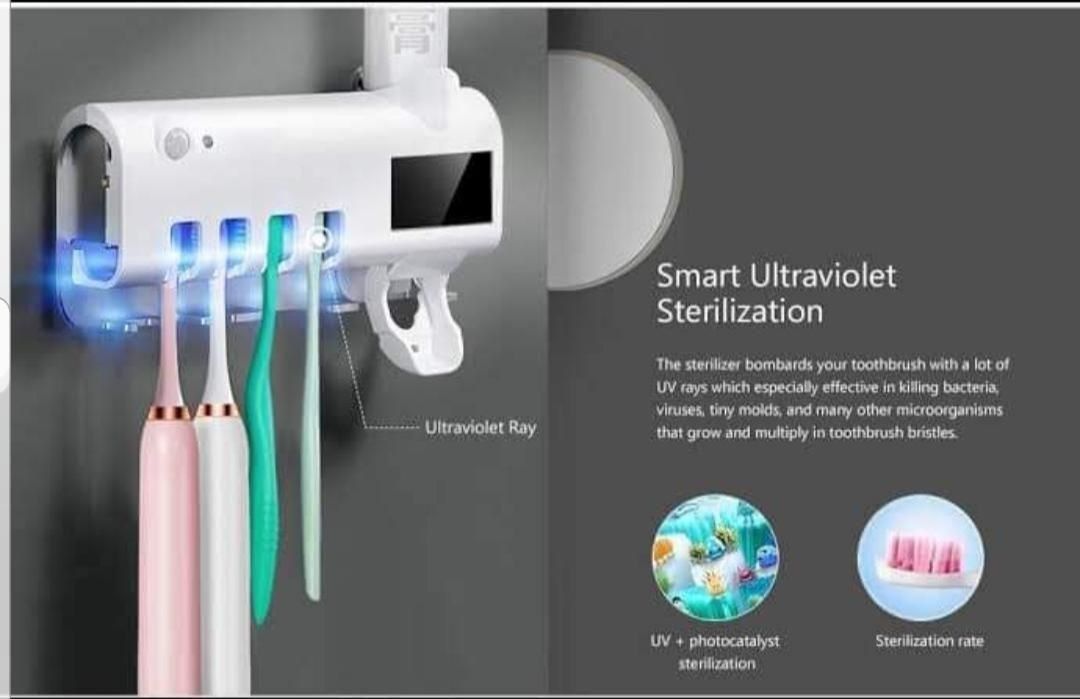 Smart Ultraviolet
Sterilization
The sterilizer bombards your toothbrush with a lot of
UV rays which especially effective in killing bacteria,
viruses, tiny molds, and many other microorganisms
that grow and multiply in toothbrush bristles.
Ultraviolet Ray
UV + photocatalyst
sterilization
Sterilization rate